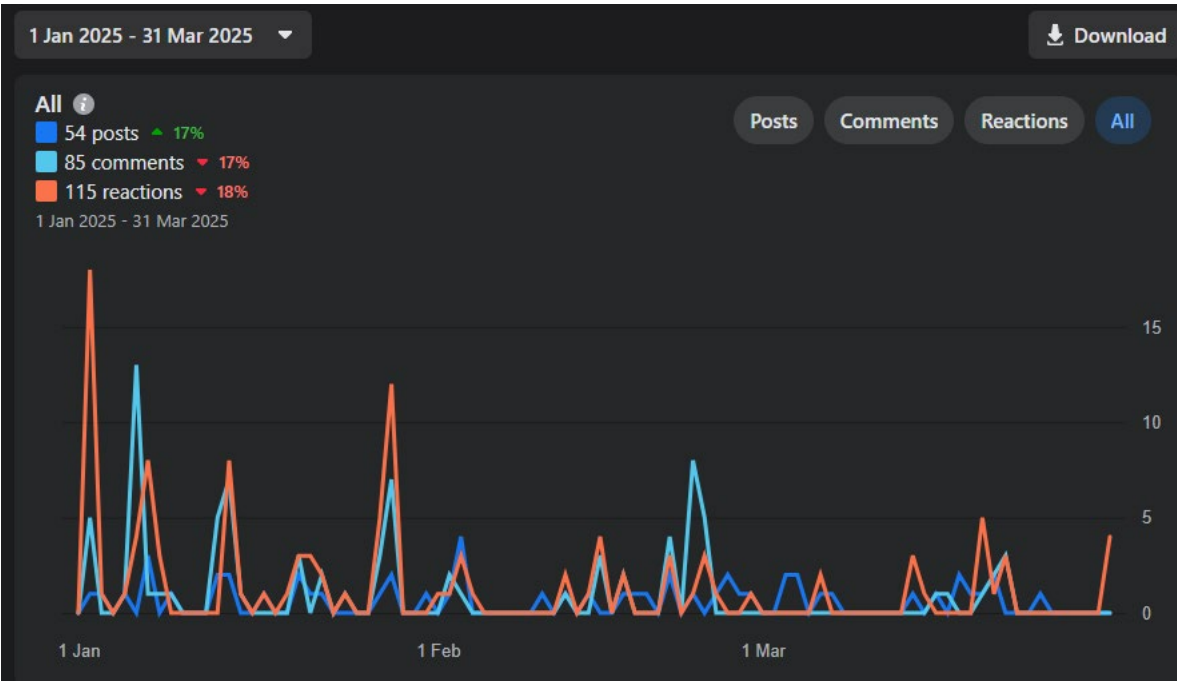 1 Jan 2025 - 31 Mar 2025
Download
All
54 posts 17%
85 comments 17%
115 reactions 18%
1 Jan 2025 - 31 Mar 2025
Posts Comments Reactions All
15
10
5
0
1 Jan 1 Feb 1 Mar